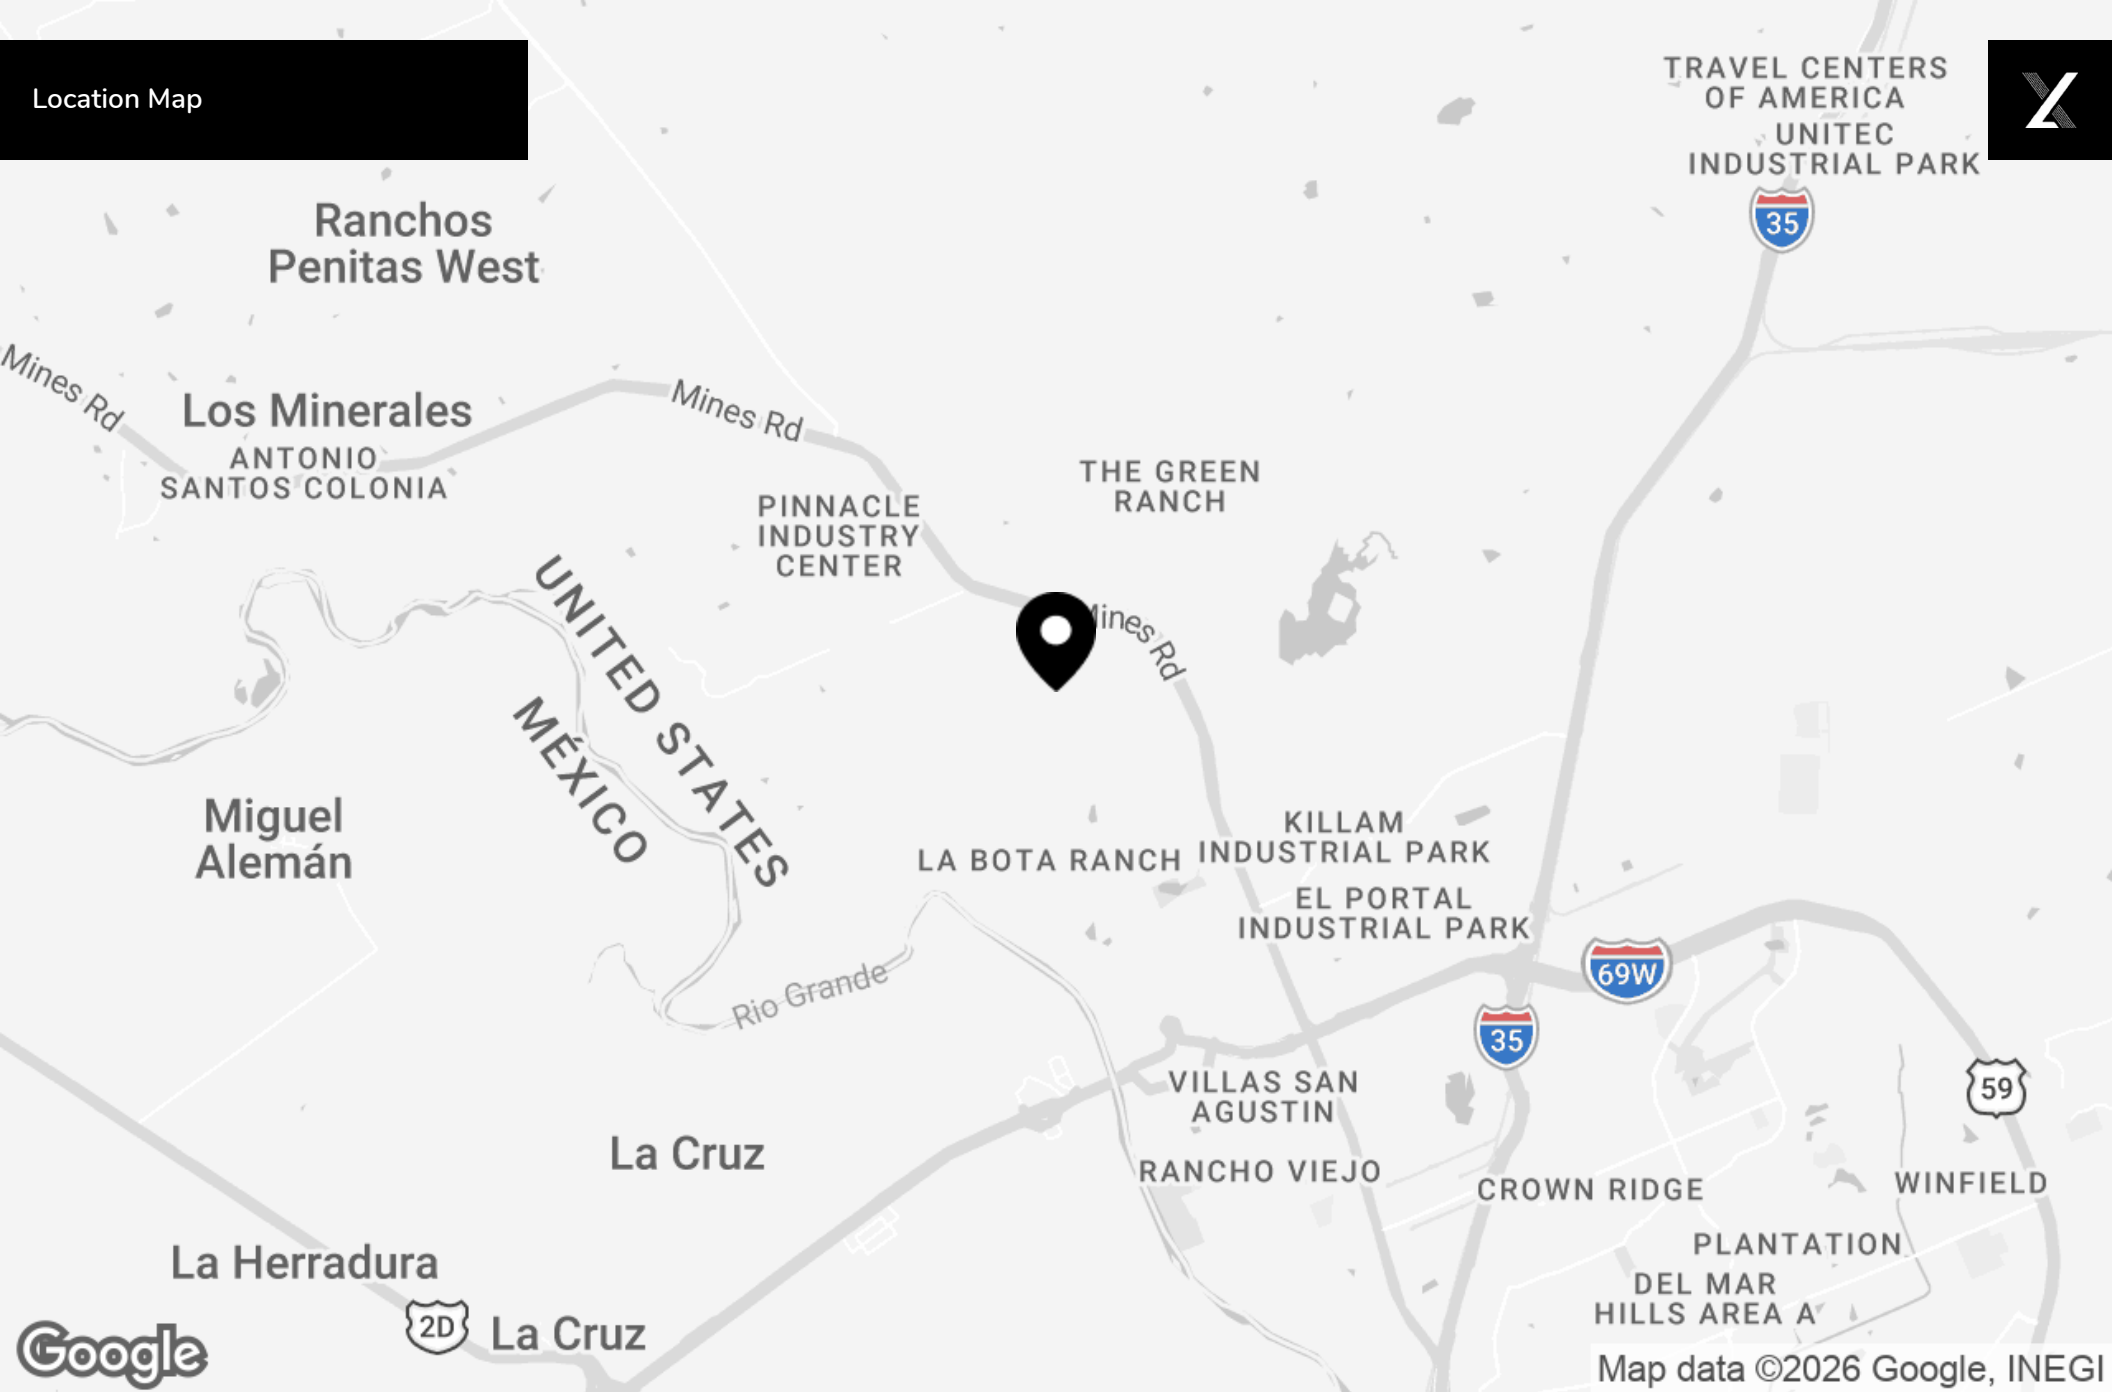 Location Map
TRAVEL CENTERS
OF AMERICA
UNITEC
INDUSTRIAL PARK
35
Ranchos
Penitas West
Mines Rd
Los Minerales
ANTONIO
SANTOS COLONIA
Mines Rd
PINNACLE
INDUSTRY
CENTER
THE GREEN
RANCH
Mines Rd
UNITED STATES
MÉXICO
Miguel
Alemán
LA BOTA RANCH
KILLAM
INDUSTRIAL PARK
EL PORTAL
INDUSTRIAL PARK
69W
35
Rio Grande
59
VILLAS SAN
AGUSTIN
La Cruz
RANCHO VIEJO
CROWN RIDGE
WINFIELD
PLANTATION
La Herradura
DEL MAR
HILLS AREA A
2D
La Cruz
Google
Map data ©2026 Google, INEGI